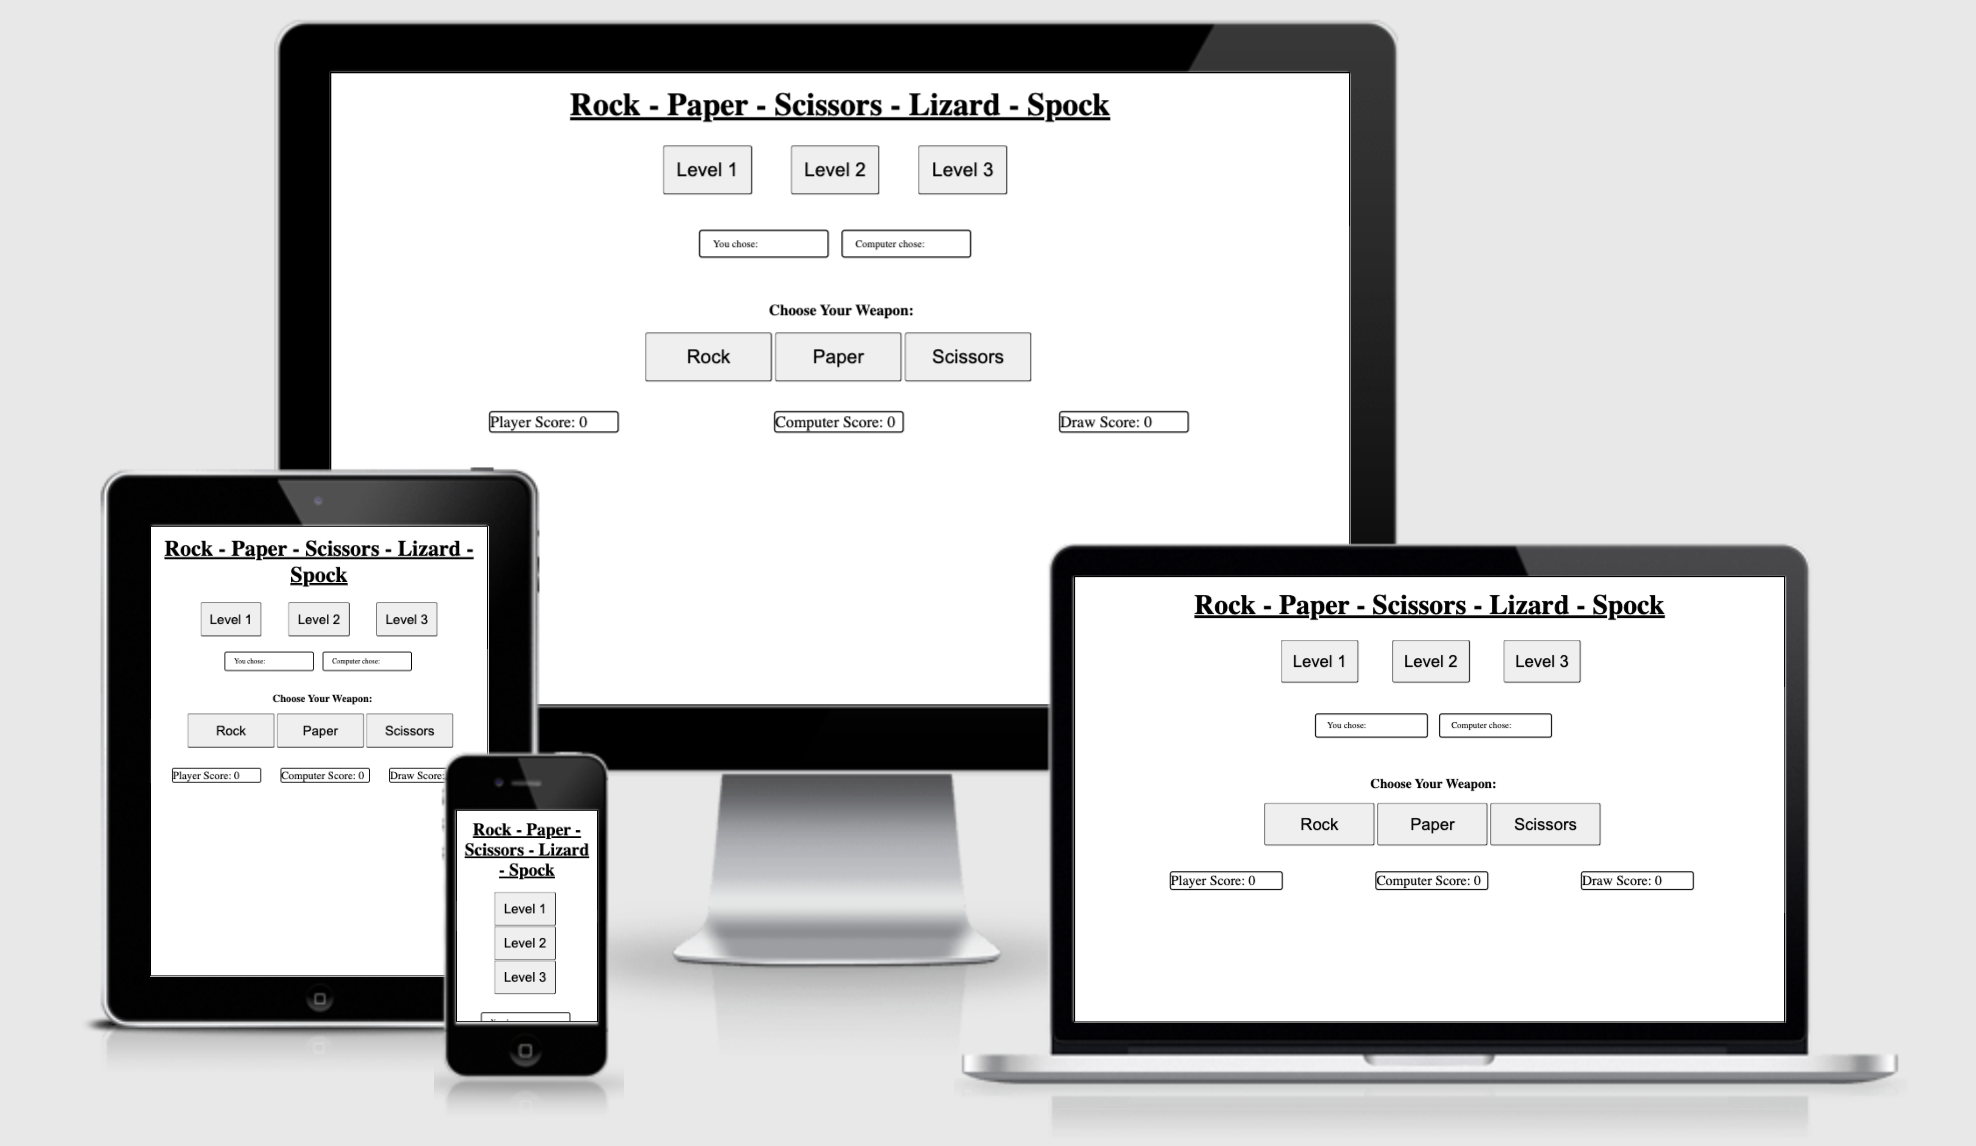 Rock - Paper - Scissors - Lizard - Spock
Level 1 Level 2 Level 3
You chose: Computer chose:
Choose Your Weapon:
Rock Paper Scissors
Player Score: 0 Computer Score: 0 Draw Score: 0
Rock - Paper - Scissors - Lizard -
Spock
Level 1 Level 2 Level 3
You chose: Computer chose:
Choose Your Weapon:
Rock Paper Scissors
Player Score: 0 Computer Score: 0 Draw Score:
Rock - Paper -
Scissors - Lizard
- Spock
Level 1
Level 2
Level 3
Rock - Paper - Scissors - Lizard - Spock
Level 1 Level 2 Level 3
You chose: Computer chose:
Choose Your Weapon:
Rock Paper Scissors
Player Score: 0 Computer Score: 0 Draw Score: 0